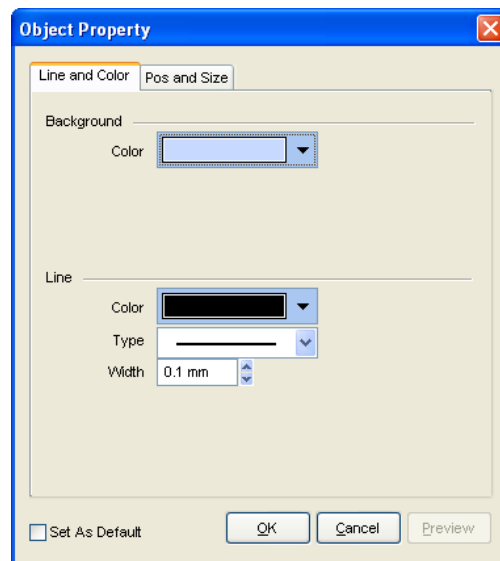 Object Property
Line and Color Pos and Size
Background
Color
Line
Color
Type
Width 0.1 mm
Set As Default OK Cancel Preview